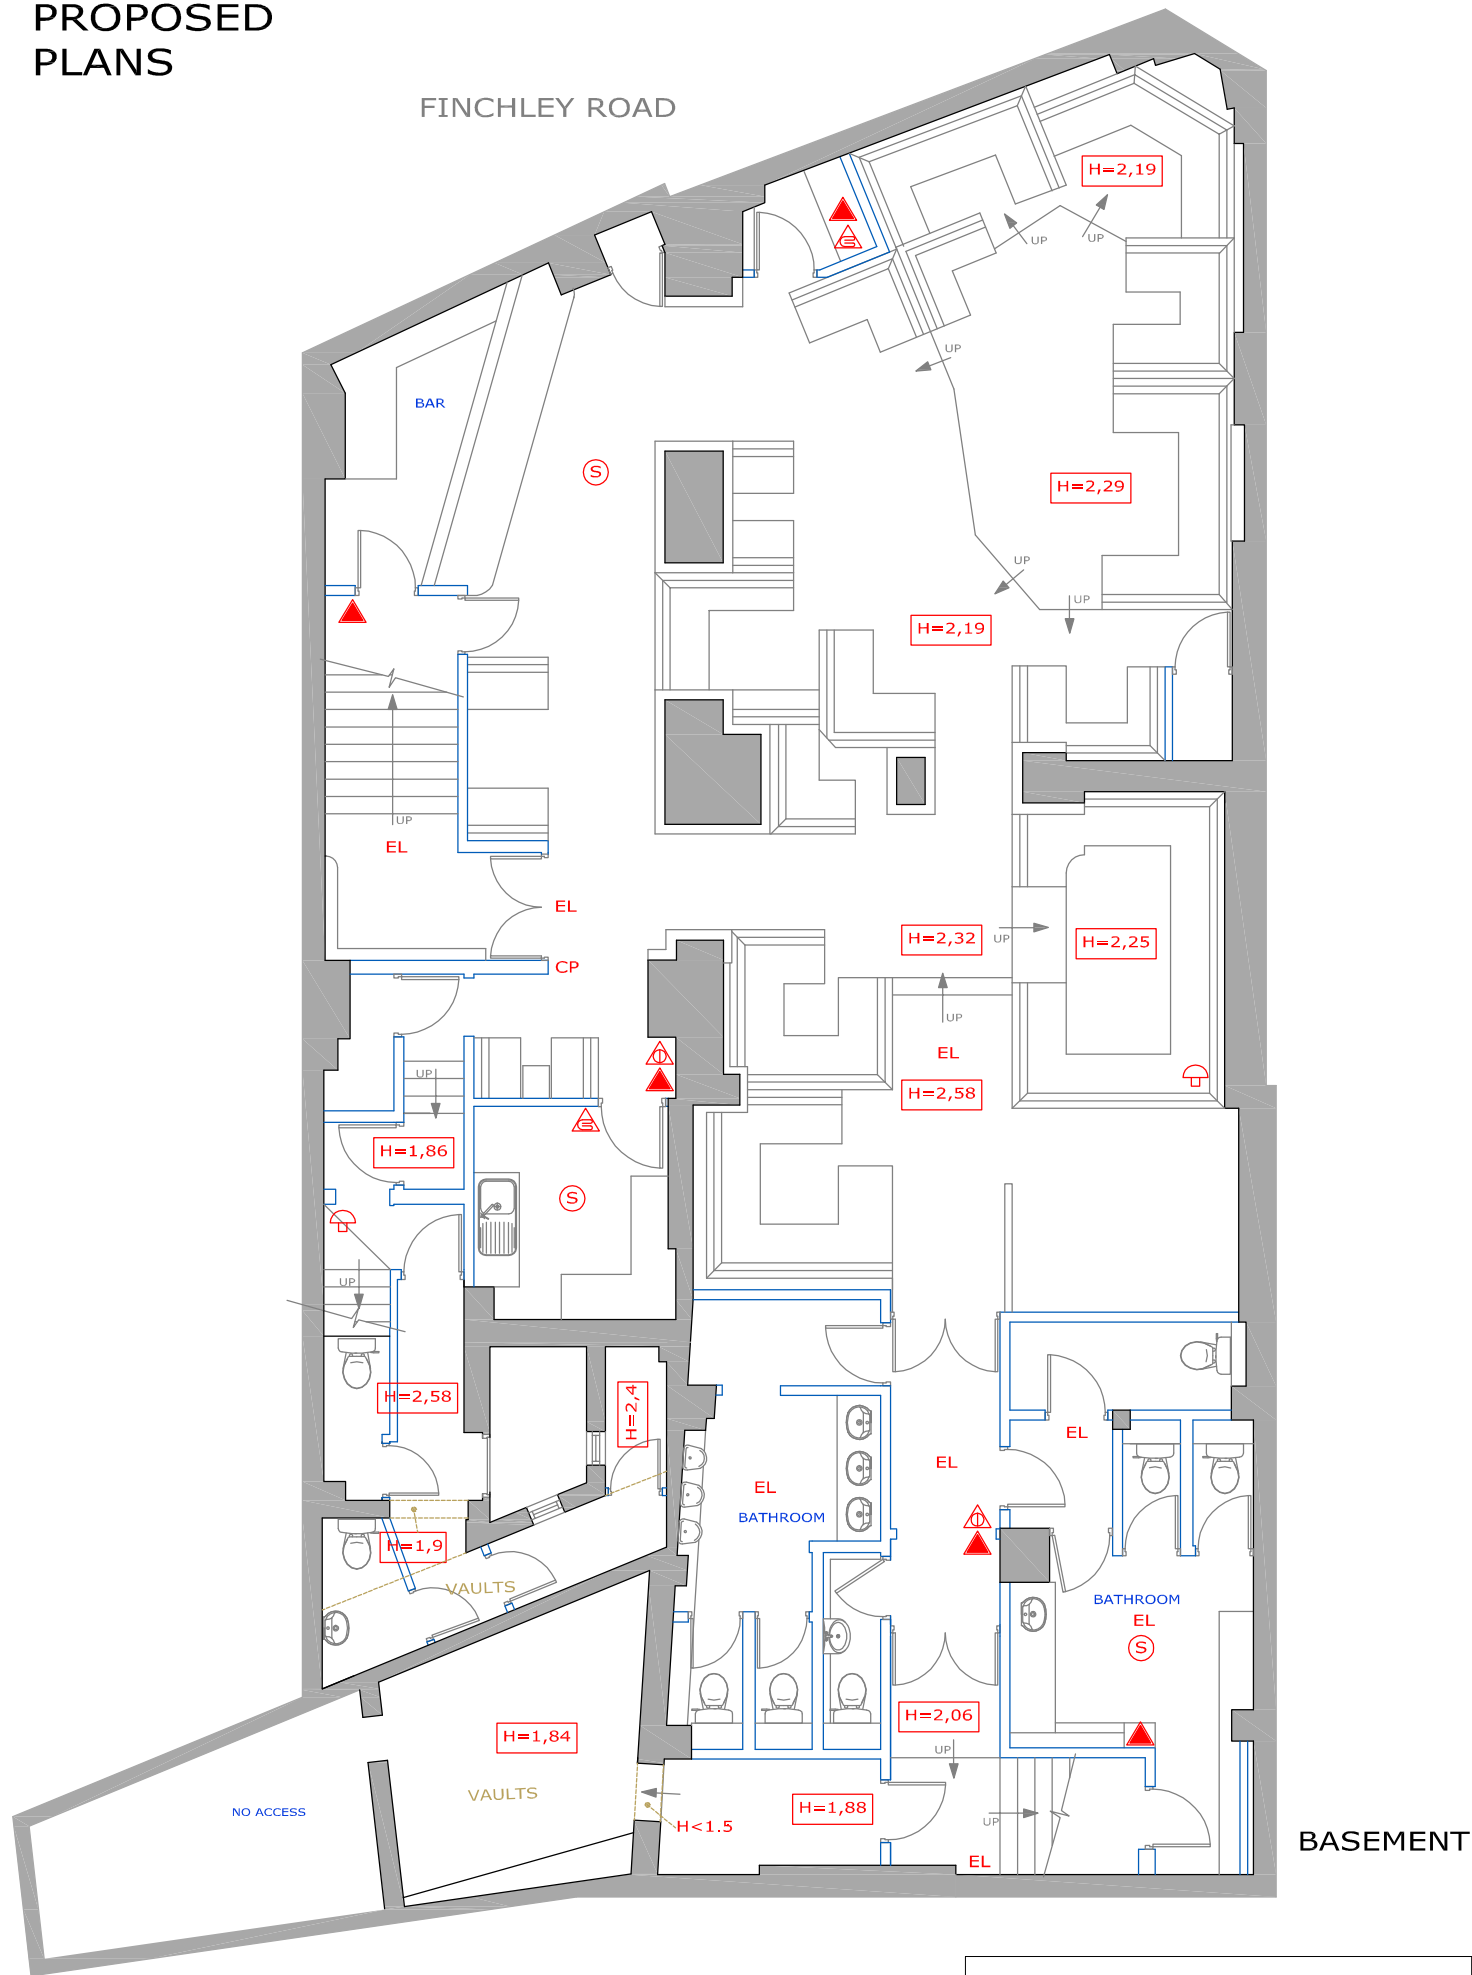 PROPOSED
PLANS
FINCHLEY ROAD
H=2,19
UP
UP
UP
BAR
S
H=2,29
UP
UP
H=2,19
UP
EL
EL
H=2,32
UP
H=2,25
CP
UP
EL
UP
H=2,58
H=1,86
S
UP
H=2,58
H=2,4
EL
EL
EL
BATHROOM
H=1,9
VAULTS
BATHROOM
EL
S
H=2,06
H=1,84
UP
VAULTS
NO ACCESS
H<1.5
H=1,88
UP
EL
BASEMENT